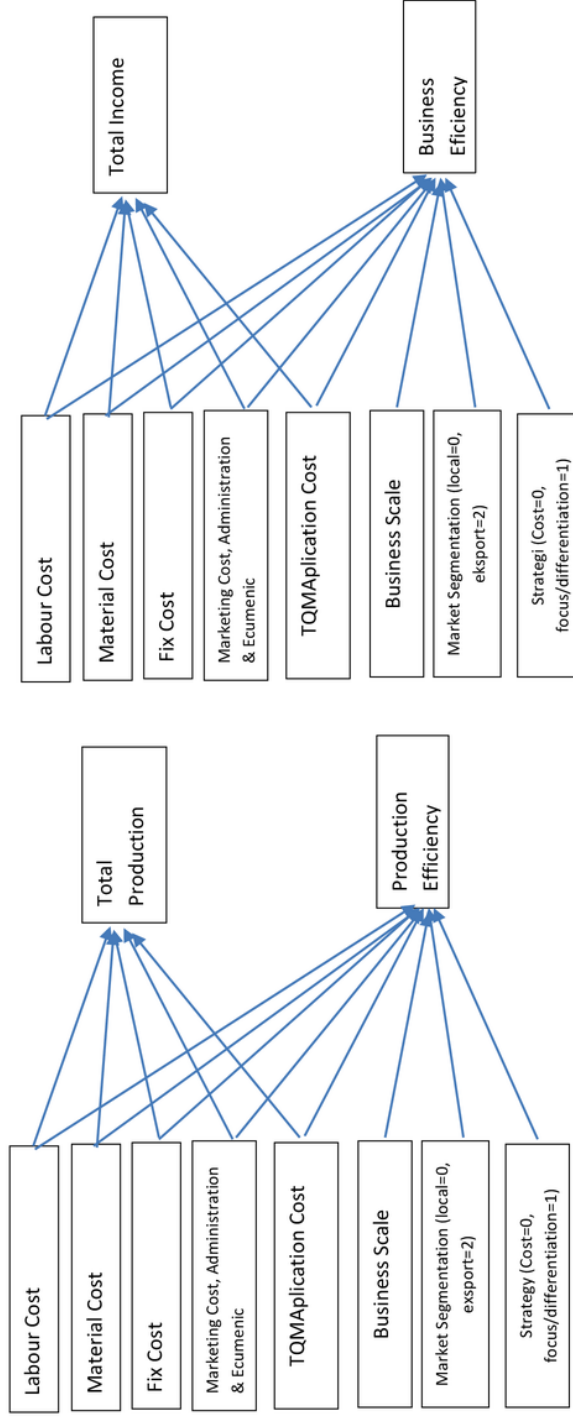 Labour Cost
Material Cost
Fix Cost
Marketing Cost, Administration
& Ecumenic
TQMAplication Cost
Business Scale
Market Segmentation (local=0,
exsport=2)
Strategy (Cost=0,
focus/differentiation=1)
Total
Production
Production
Efficiency
Labour Cost
Material Cost
Fix Cost
Marketing Cost, Administration
& Ecumenic
TQMAplication Cost
Business Scale
Market Segmentation (local=0,
eksport=2)
Strategi (Cost=0,
focus/differentiation=1)
Total Income
Business
Eficiency